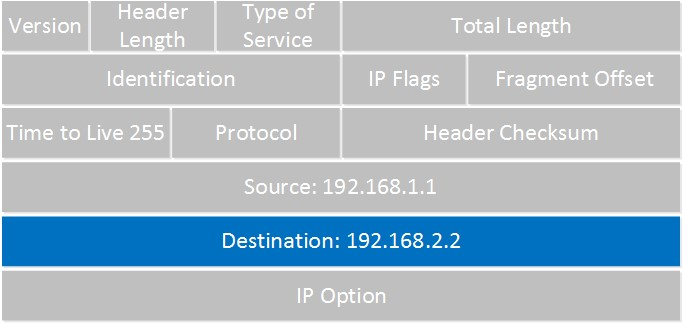 Version
Header
Length
Type of
Service
Total Length
Identification
IP Flags
Fragment Offset
Time to Live 255
Protocol
Header Checksum
Source: 192.168.1.1
Destination: 192.168.2.2
IP Option